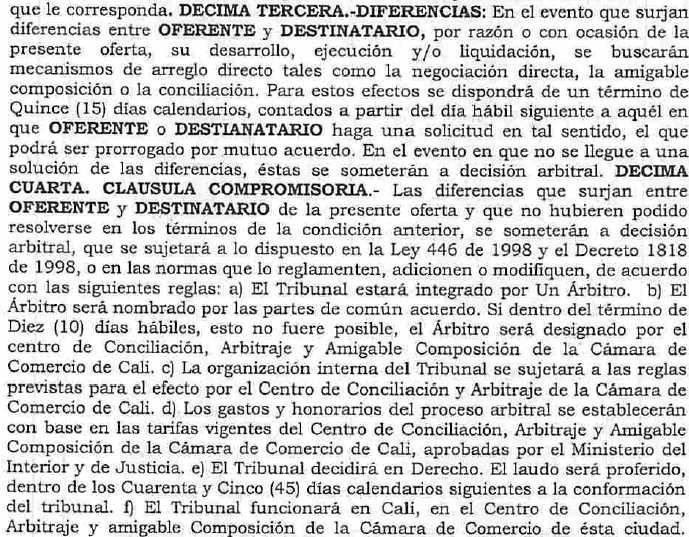 que le corresponda. DECIMA TERCERA.-DIFERENCIAS: En el evento que surjan
diferencias entre OFERENTE y DESTINATARIO, por razón o con ocasión de la
presente oferta, su desarrollo, ejecución y/o liquidación, se buscarán
mecanismos de arreglo directo tales como la negociación directa, la amigable
composición o la conciliación. Para estos efectos se dispondrá de un término de
Quince (15) días calendarios, contados a partir del día hábil siguiente a aquél en
que OFERENTE o DESTIANATARIO haga una solicitud en tal sentido, el que
podrá ser prorrogado por mutuo acuerdo. En el evento en que no se llegue a una
solución de las diferencias, éstas se someterán a decisión arbitral. DECIMA
CUARTA. CLAUSULA COMPROMISORIA.- Las diferencias que surjan entre
OFERENTE y DESTINATARIO de la presente oferta y que no hubieren podido
resolverse en los términos de la condición anterior, se someterán a decisión
arbitral, que se sujetará a lo dispuesto en la Ley 446 de 1998 y el Decreto 1818
de 1998, o en las normas que lo reglamenten, adicionen o modifiquen, de acuerdo
con las siguientes reglas: a) El Tribunal estará integrado por Un Árbitro. b) El
Árbitro será nombrado por las partes de común acuerdo. Si dentro del término de
Diez (10) días hábiles, esto no fuere posible, el Árbitro será designado por el
centro de Conciliación, Arbitraje y Amigable Composición de la Cámara de
Comercio de Cali. c) La organización interna del Tribunal se sujetará a las reglas
previstas para el efecto por el Centro de Conciliación y Arbitraje de la Cámara de
Comercio de Cali. d) Los gastos y honorarios del proceso arbitral se establecerán
con base en las tarifas vigentes del Centro de Conciliación, Arbitraje y Amigable
Composición de la Cámara de Comercio de Cali, aprobadas por el Ministerio del
Interior y de Justicia. e) El Tribunal decidirá en Derecho. El laudo será proferido,
dentro de los Cuarenta y Cinco (45) días calendarios siguientes a la conformación
del tribunal. f) El Tribunal funcionará en Cali, en el Centro de Conciliación,
Arbitraje y amigable Composición de la Cámara de Comercio de ésta ciudad.